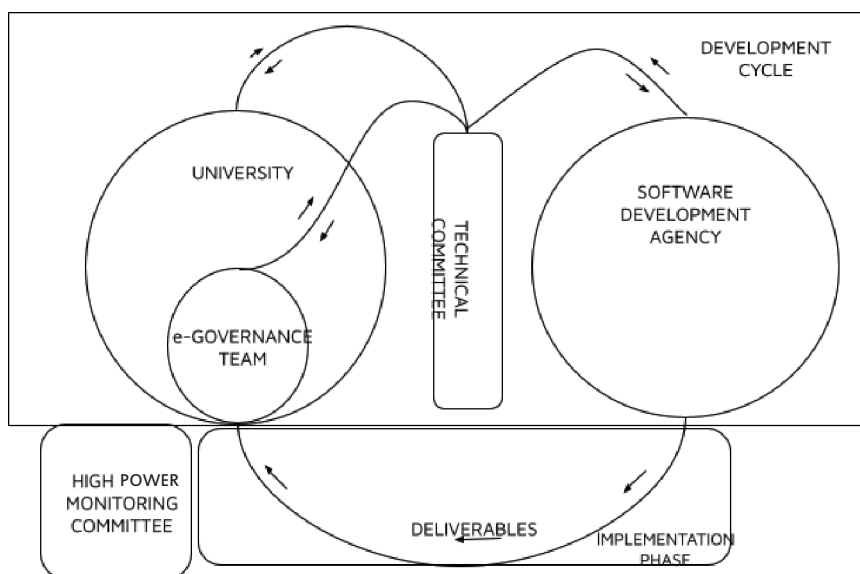 DEVELOPMENT
CYCLE
UNIVERSITY
TECHNICAL
COMMITTEE
SOFTWARE
DEVELOPMENT
AGENCY
e-GOVERNANCE
TEAM
HIGH POWER
MONITORING
COMMITTEE
DELIVERABLES
IMPLEMENTATION
PHASE